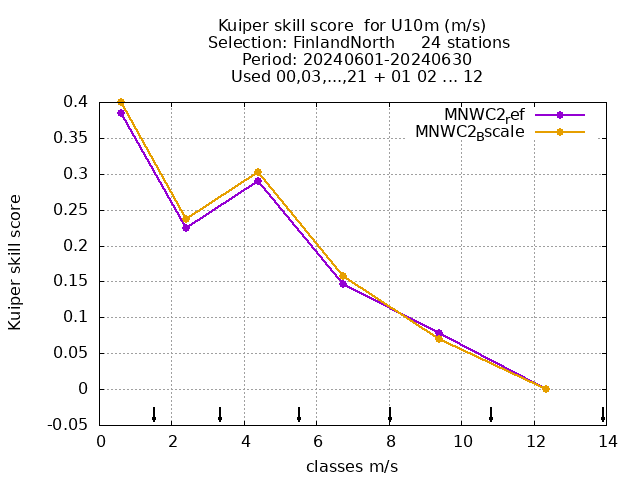 Kuiper skill score  for U10m (m/s)
Selection: FinlandNorth     24 stations
Period: 20240601-20240630
Used 00,03,...,21 + 01 02 ... 12
MNWC2ref
MNWC2Bscale
0.4
0.35
0.3
0.25
0.2
0.15
0.1
0.05
0
-0.05
Kuiper skill score
0 2 4 6 8 10 12 14
classes m/s